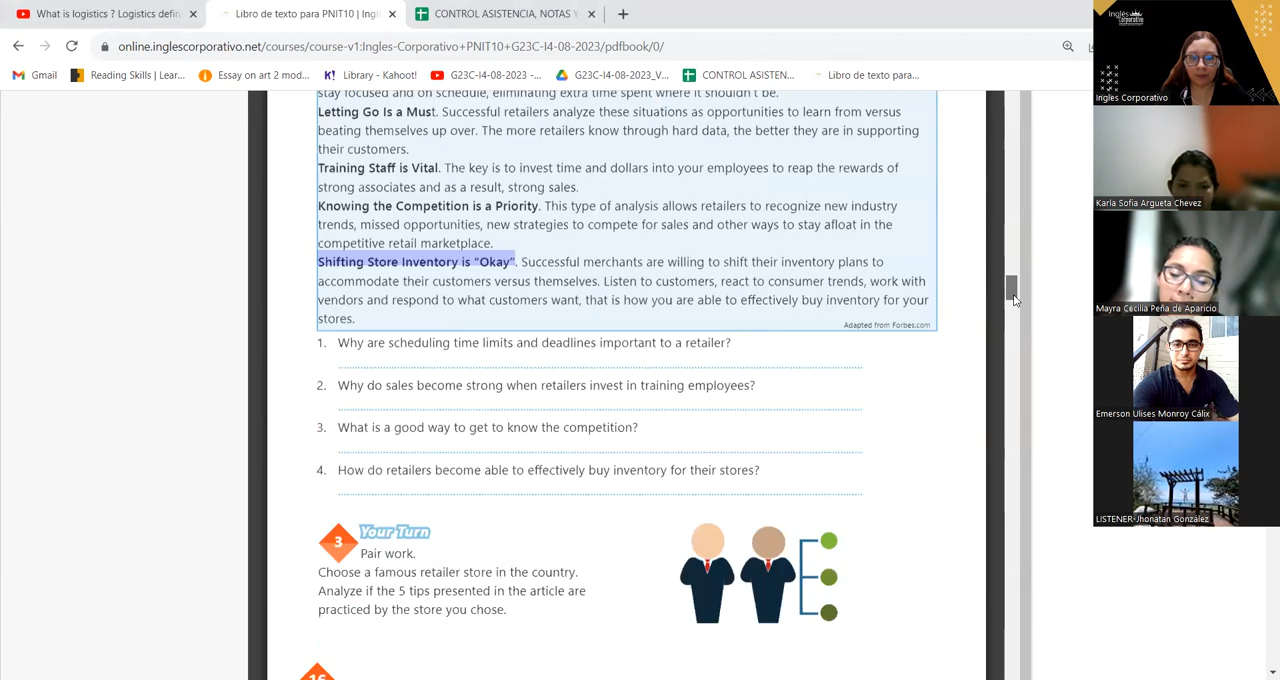 What is logistics ? Logistics defin
Libro de texto para PNIT10 | Ingl
CONTROL ASISTENCIA, NOTAS Y
online.inglescorporativo.net/courses/course-v1:Ingles-Corporativo+PNIT10+G23C-I4-08-2023/pdfbook/0/
Gmail
Reading Skills | Lear...
Essay on art 2 mod...
Library - Kahoot!
G23C-I4-08-2023 -...
G23C-I4-08-2023_V...
CONTROL ASISTEN...
Libro de texto para...
stay focused and on schedule, eliminating extra time spent where it shouldn't be.
Letting Go Is a Must. Successful retailers analyze these situations as opportunities to learn from versus
beating themselves up over. The more retailers know through hard data, the better they are in supporting
their customers.
Training Staff is Vital. The key is to invest time and dollars into your employees to reap the rewards of
strong associates and as a result, strong sales.
Knowing the Competition is a Priority. This type of analysis allows retailers to recognize new industry
trends, missed opportunities, new strategies to compete for sales and other ways to stay afloat in the
competitive retail marketplace.
Shifting Store Inventory is "Okay". Successful merchants are willing to shift their inventory plans to
accommodate their customers versus themselves. Listen to customers, react to consumer trends, work with
vendors and respond to what customers want, that is how you are able to effectively buy inventory for your
stores.
Adapted from Forbes.com
1. Why are scheduling time limits and deadlines important to a retailer?
2. Why do sales become strong when retailers invest in training employees?
3. What is a good way to get to know the competition?
4. How do retailers become able to effectively buy inventory for their stores?
3 Your Turn
Pair work.
Choose a famous retailer store in the country.
Analyze if the 5 tips presented in the article are
practiced by the store you chose.
16
Inglés
Corporativo
Ingles Corporativo
Karla Sofia Argueta Chevez
Mayra Cecilia Peña de Aparicio
Emerson Ulises Monroy Cálix
LISTENER-Jhonatan González